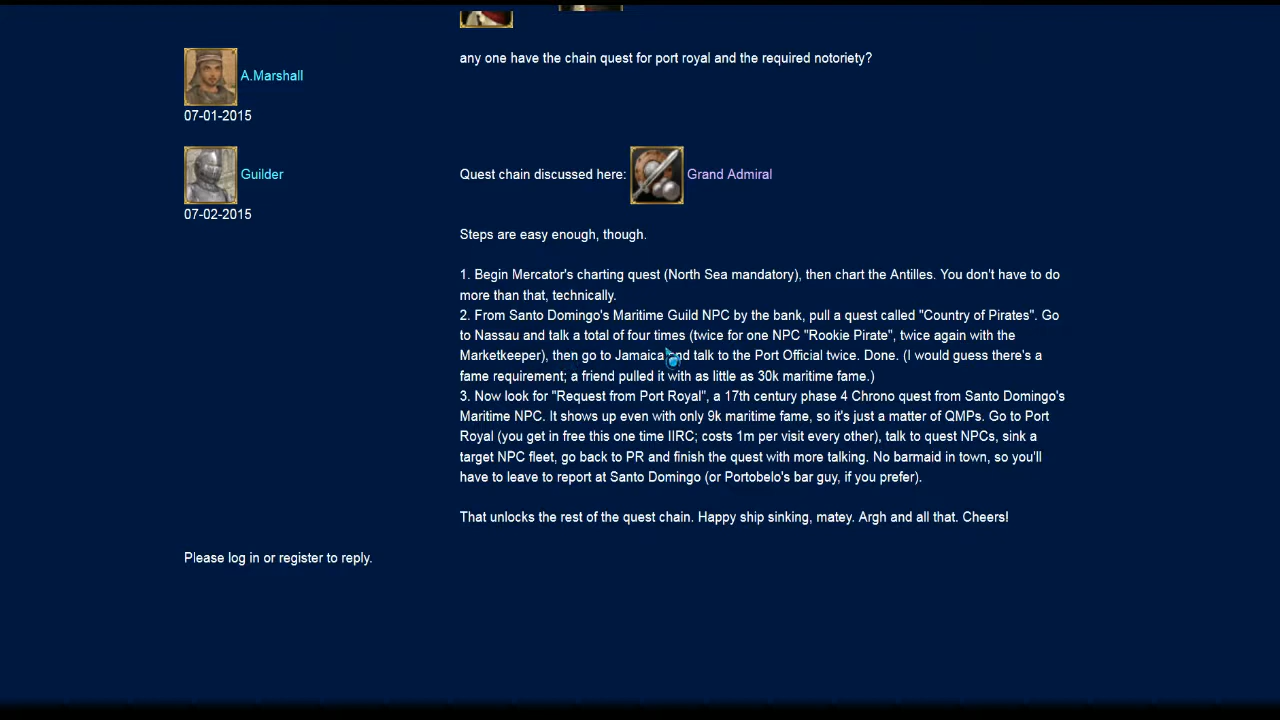 any one have the chain quest for port royal and the required notoriety?
A.Marshall
07-01-2015
Guilder
07-02-2015
Quest chain discussed here: Grand Admiral
Steps are easy enough, though.
1. Begin Mercator's charting quest (North Sea mandatory), then chart the Antilles. You don't have to do
more than that, technically.
2. From Santo Domingo's Maritime Guild NPC by the bank, pull a quest called "Country of Pirates". Go
to Nassau and talk a total of four times (twice for one NPC "Rookie Pirate", twice again with the
Marketkeeper), then go to Jamaica and talk to the Port Official twice. Done. (I would guess there's a
fame requirement; a friend pulled it with as little as 30k maritime fame.)
3. Now look for "Request from Port Royal", a 17th century phase 4 Chrono quest from Santo Domingo's
Maritime NPC. It shows up even with only 9k maritime fame, so it's just a matter of QMPs. Go to Port
Royal (you get in free this one time IIRC; costs 1m per visit every other), talk to quest NPCs, sink a
target NPC fleet, go back to PR and finish the quest with more talking. No barmaid in town, so you'll
have to leave to report at Santo Domingo (or Portobelo's bar guy, if you prefer).
That unlocks the rest of the quest chain. Happy ship sinking, matey. Argh and all that. Cheers!
Please log in or register to reply.